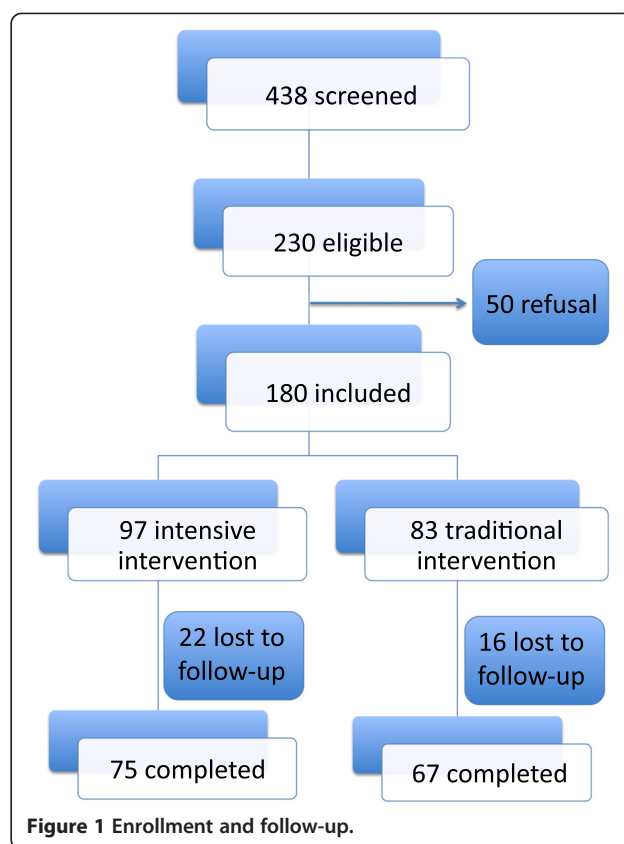 438 screened
230 eligible
50 refusal
180 included
97 intensive
intervention
83 traditional
intervention
22 lost to
follow-up
16 lost to
follow-up
75 completed
67 completed
Figure 1 Enrollment and follow-up.